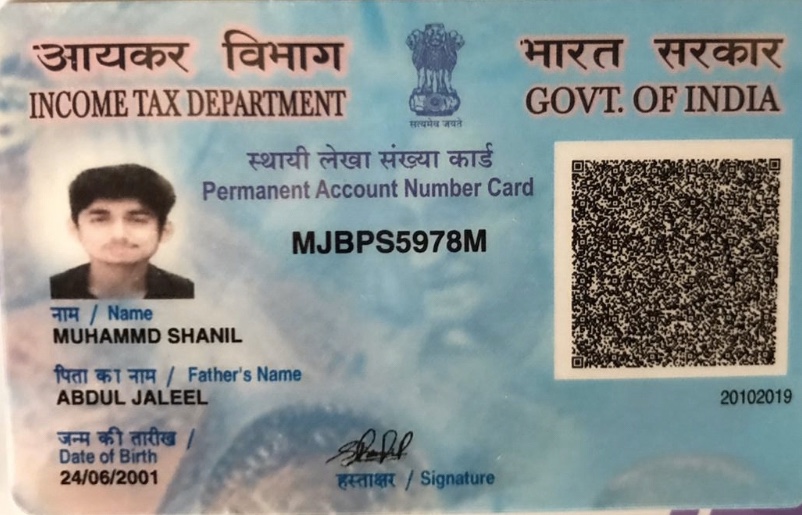 आयकर विभाग
INCOME TAX DEPARTMENT
सत्यमेव जयते
भारत सरकार
GOVT. OF INDIA
स्थायी लेखा संख्या कार्ड
Permanent Account Number Card
MJBPS5978M
नाम / Name
MUHAMMD SHANIL
पिता का नाम / Father's Name
ABDUL JALEEL
20102019
जन्म की तारीख /
Date of Birth
24/06/2001
हस्ताक्षर / Signature